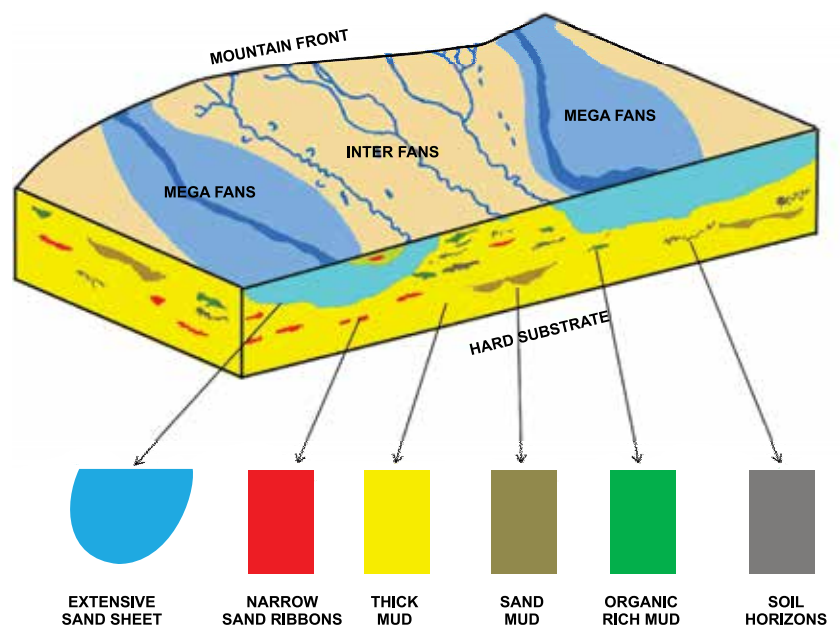 MOUNTAIN FRONT
MEGA FANS
INTER FANS
MEGA FANS
HARD SUBSTRATE
EXTENSIVE
SAND SHEET
NARROW
SAND RIBBONS
THICK
MUD
SAND
MUD
ORGANIC
RICH MUD
SOIL
HORIZONS